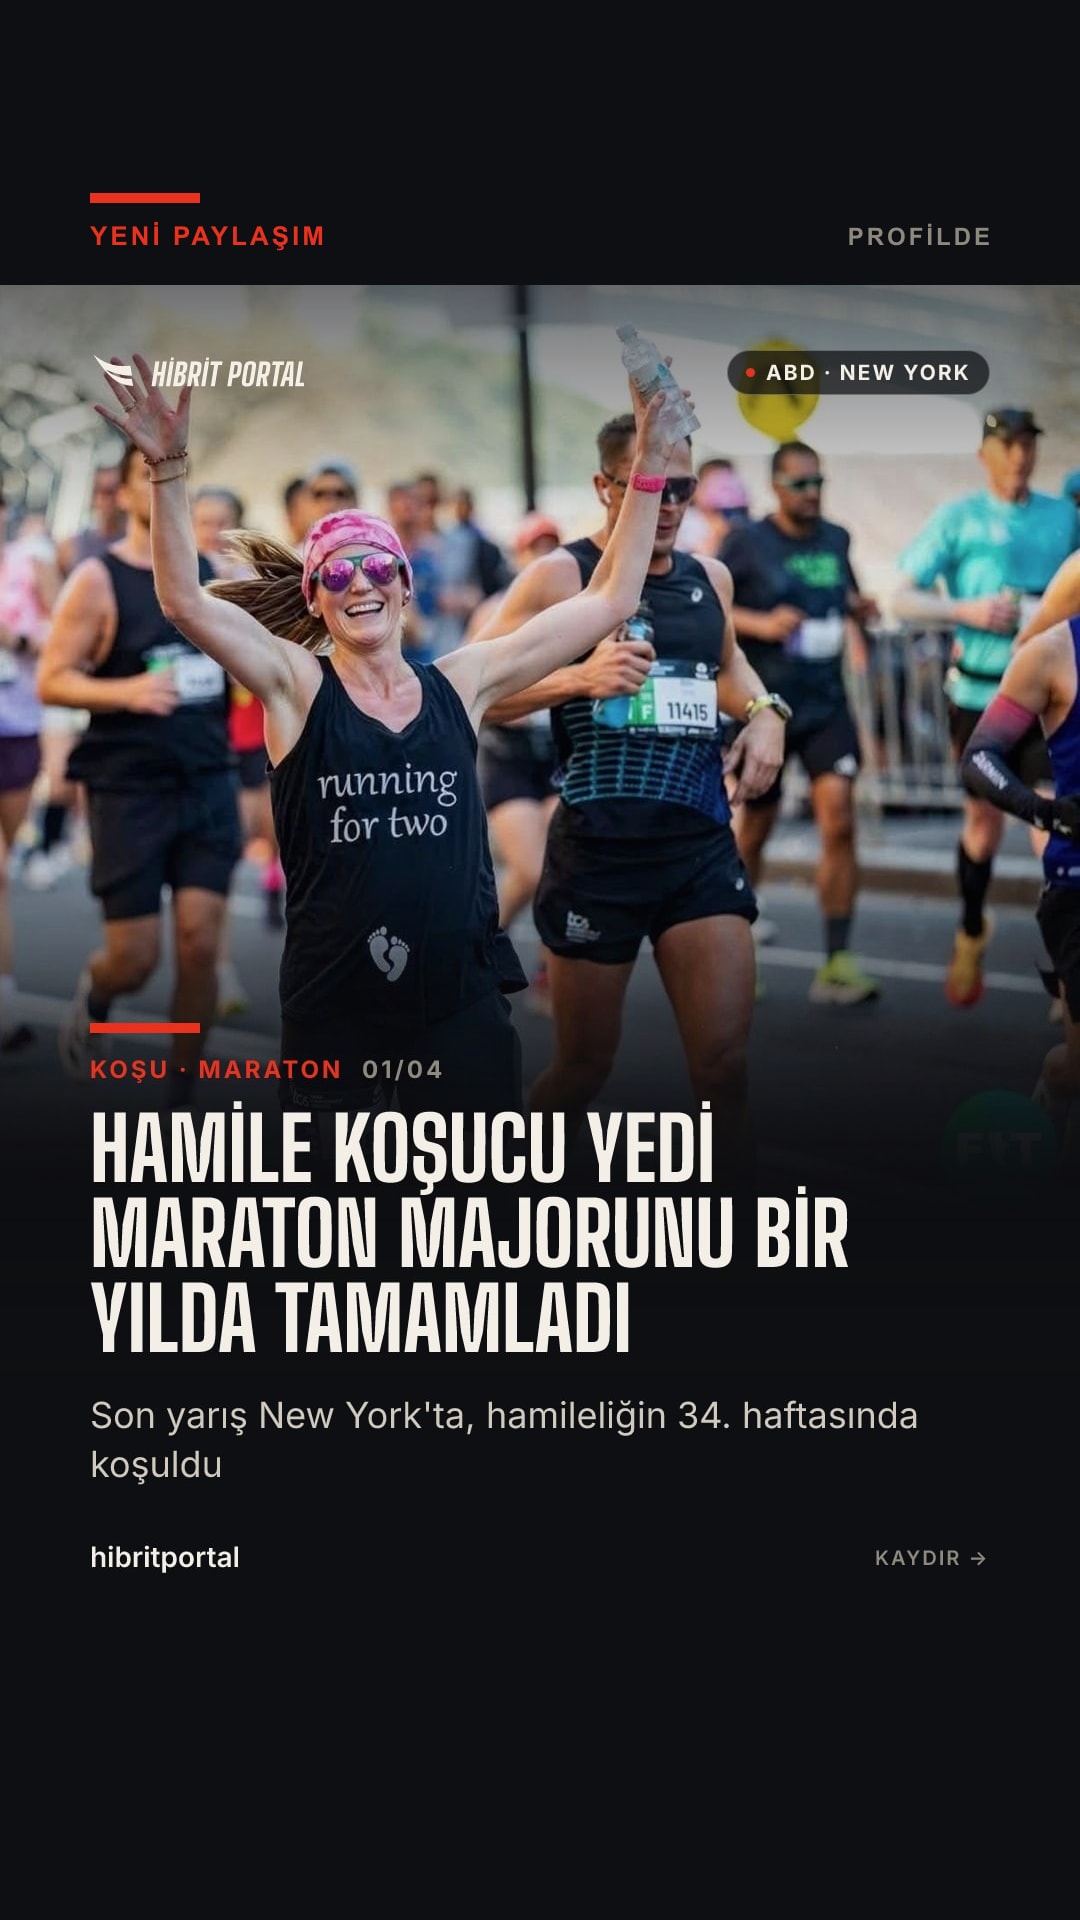 YENİ PAYLAŞIM
PROFİLDE
HİBRİT PORTAL
ABD · NEW YORK
11415
F
running
for two
GARMIN
tcs
KOŞU · MARATON 01/04
HAMİLE KOŞUCU YEDİ
MARATON MAJORUNU BİR
YILDA TAMAMLADI
Son yarış New York'ta, hamileliğin 34. haftasında
koşuldu
hibritportal
KAYDIR →